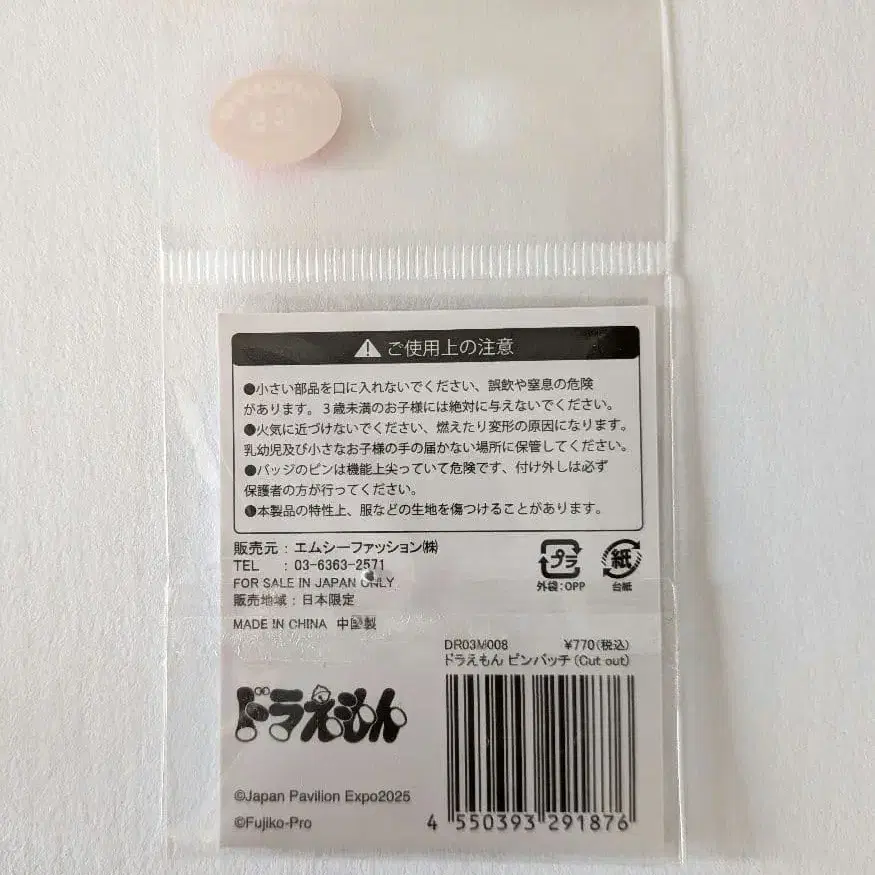 ご使用上の注意
●小さい部品を口に入れないでください、誤飲や窒息の危険
があります。3歳未満のお子様には絶対に与えないでください。
●火気に近づけないでください、燃えたり変形の原因になります。
乳幼児及び小さなお子様の手の届かない場所に保管してください。
●バッジのピンは機能上尖っていて危険です、付け外しは必ず
保護者の方が行ってください。
●本製品の特性上、服などの生地を傷つけることがあります。
販売元:エムシーファッション㈱
TEL :03-6363-2571
FOR SALE IN JAPAN ONLY
販売地域:日本限定
MADE IN CHINA 中国製
プラ
外袋:OPP
紙
台紙
DR03M008 ¥770(税込)
ドラえもん ピンバッチ (Cut out)
ドラえもん
©Japan Pavilion Expo2025
©Fujiko-Pro
4 550393 291876